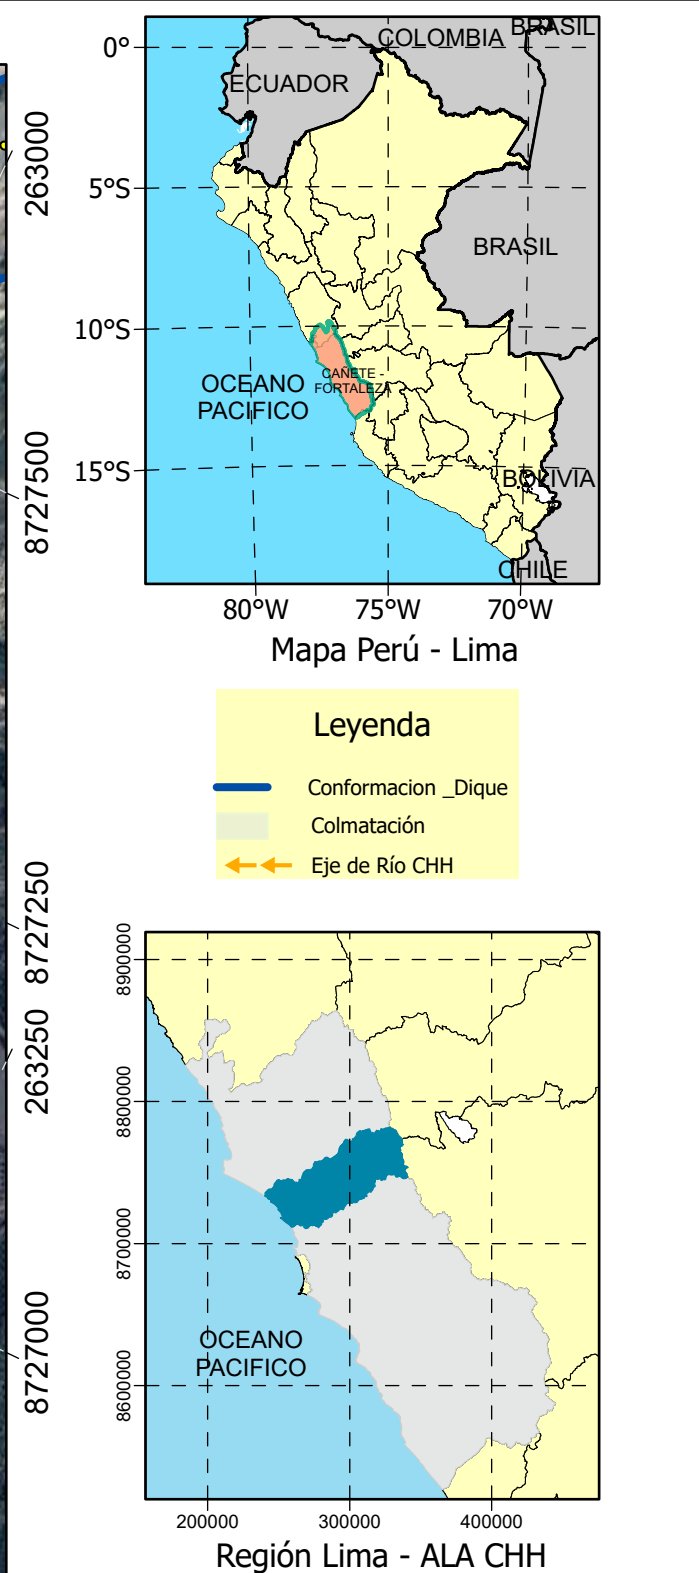 263000
8727500
8727250
263250
8727000
0°
5°S
10°S
15°S
COLOMBIA
BRASIL
ECUADOR
BRASIL
CAÑETE -
FORTALEZA
OCEANO
PACIFICO
BOLIVIA
CHILE
80°W
75°W
70°W
Mapa Perú - Lima
Leyenda
Conformacion _Dique
Colmatación
Eje de Río CHH
8900000
8800000
8700000
8600000
OCEANO
PACIFICO
200000
300000
400000
Región Lima - ALA CHH